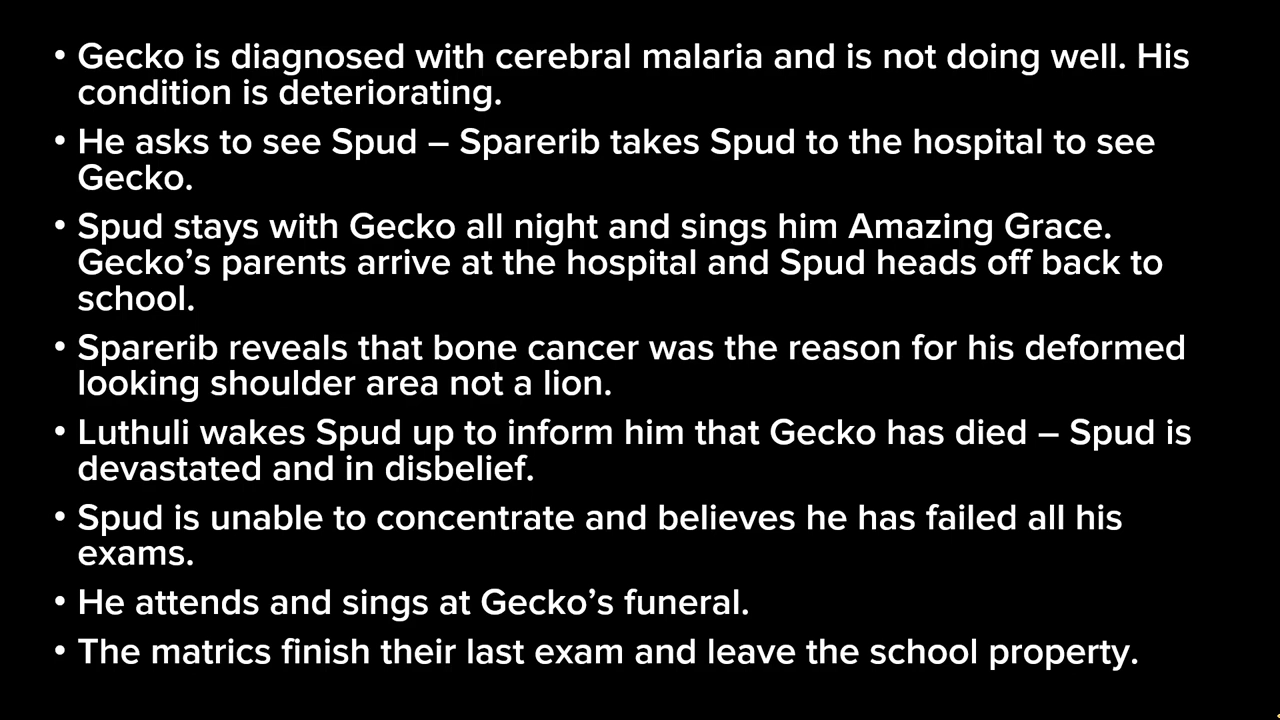 • Gecko is diagnosed with cerebral malaria and is not doing well. His
condition is deteriorating.
• He asks to see Spud – Sparerib takes Spud to the hospital to see
Gecko.
• Spud stays with Gecko all night and sings him Amazing Grace.
Gecko’s parents arrive at the hospital and Spud heads off back to
school.
• Sparerib reveals that bone cancer was the reason for his deformed
looking shoulder area not a lion.
• Luthuli wakes Spud up to inform him that Gecko has died – Spud is
devastated and in disbelief.
• Spud is unable to concentrate and believes he has failed all his
exams.
• He attends and sings at Gecko’s funeral.
• The matrics finish their last exam and leave the school property.